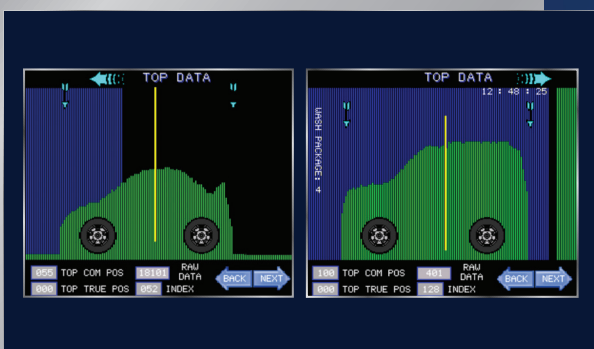 TOP DATA
055 TOP COM POS 18101 RAW DATA
000 TOP TRUE POS 052 INDEX
BACK NEXT
TOP DATA
12 : 48 : 25
WASH PACKAGE: 4
100 TOP COM POS 401 RAW DATA
000 TOP TRUE POS 128 INDEX
BACK NEXT